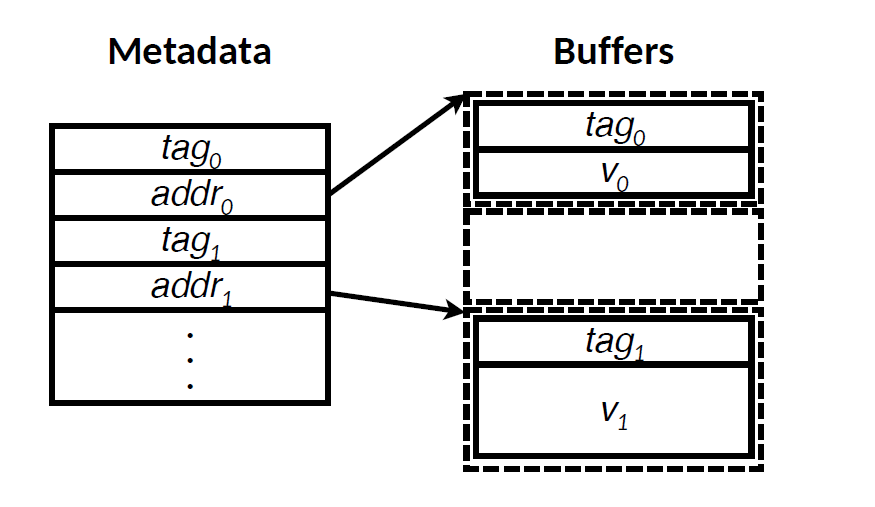 Metadata
tag0
addr0
tag1
addr1
.
.
.
Buffers
tag0
v0
tag1
v1